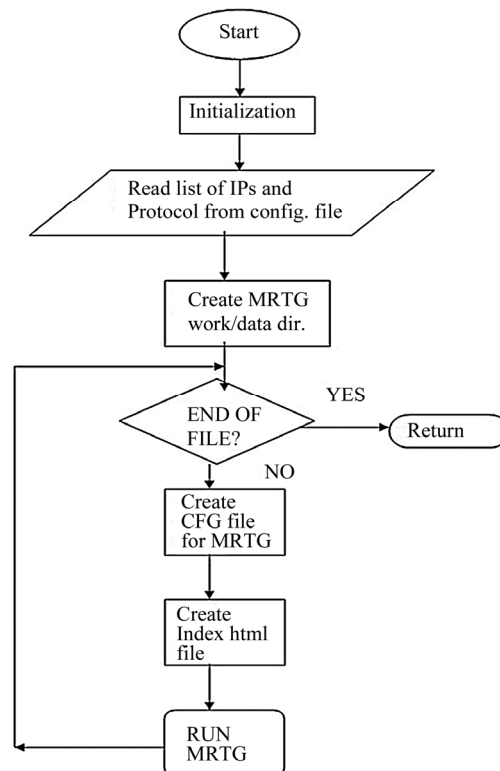 Start
Initialization
Read list of IPs and
Protocol from config. file
Create MRTG
work/data dir.
END OF
FILE?
YES
Return
NO
Create
CFG file
for MRTG
Create
Index html
file
RUN
MRTG